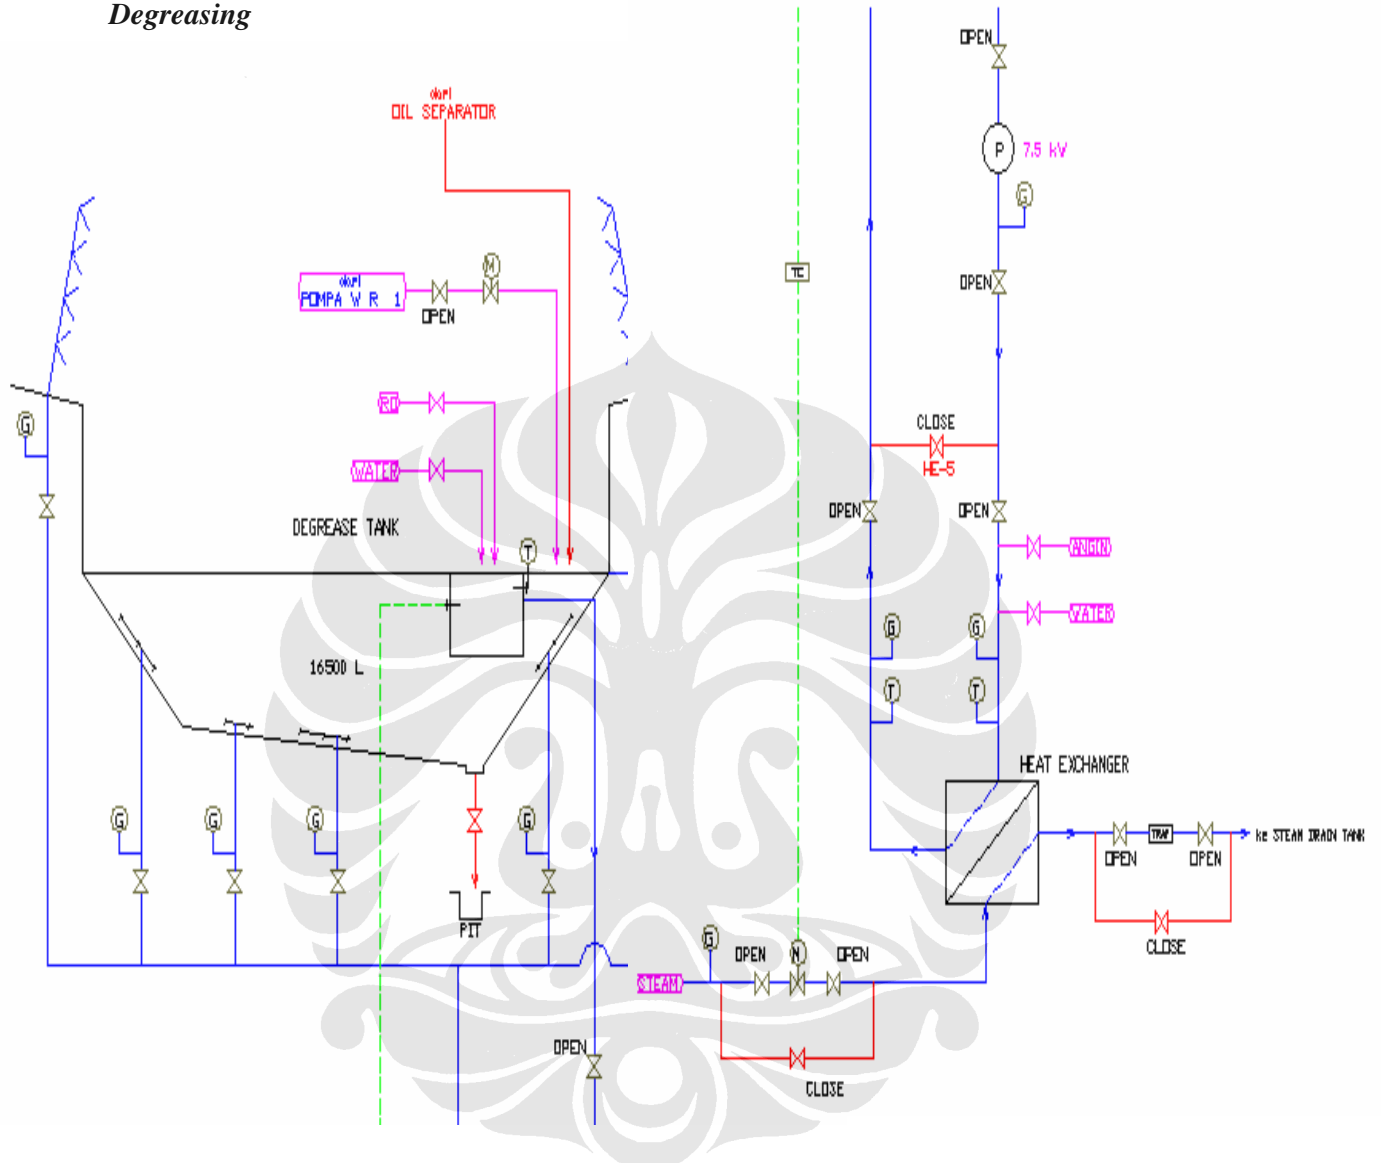 Degreasing
OPEN
dari
OIL SEPARATOR
P
7.5 kW
G
M
TC
dari
POMPA W R 1
OPEN
OPEN
RO
G
CLOSE
WATER
HE-5
OPEN
OPEN
DEGREASE TANK
T
ANGIN
WATER
G
G
16500 L
T
T
HEAT EXCHANGER
G
G
G
G
TRAP
ke STEAM DRAIN TANK
OPEN
OPEN
PIT
G
OPEN
N
OPEN
CLOSE
STEAM
OPEN
CLOSE